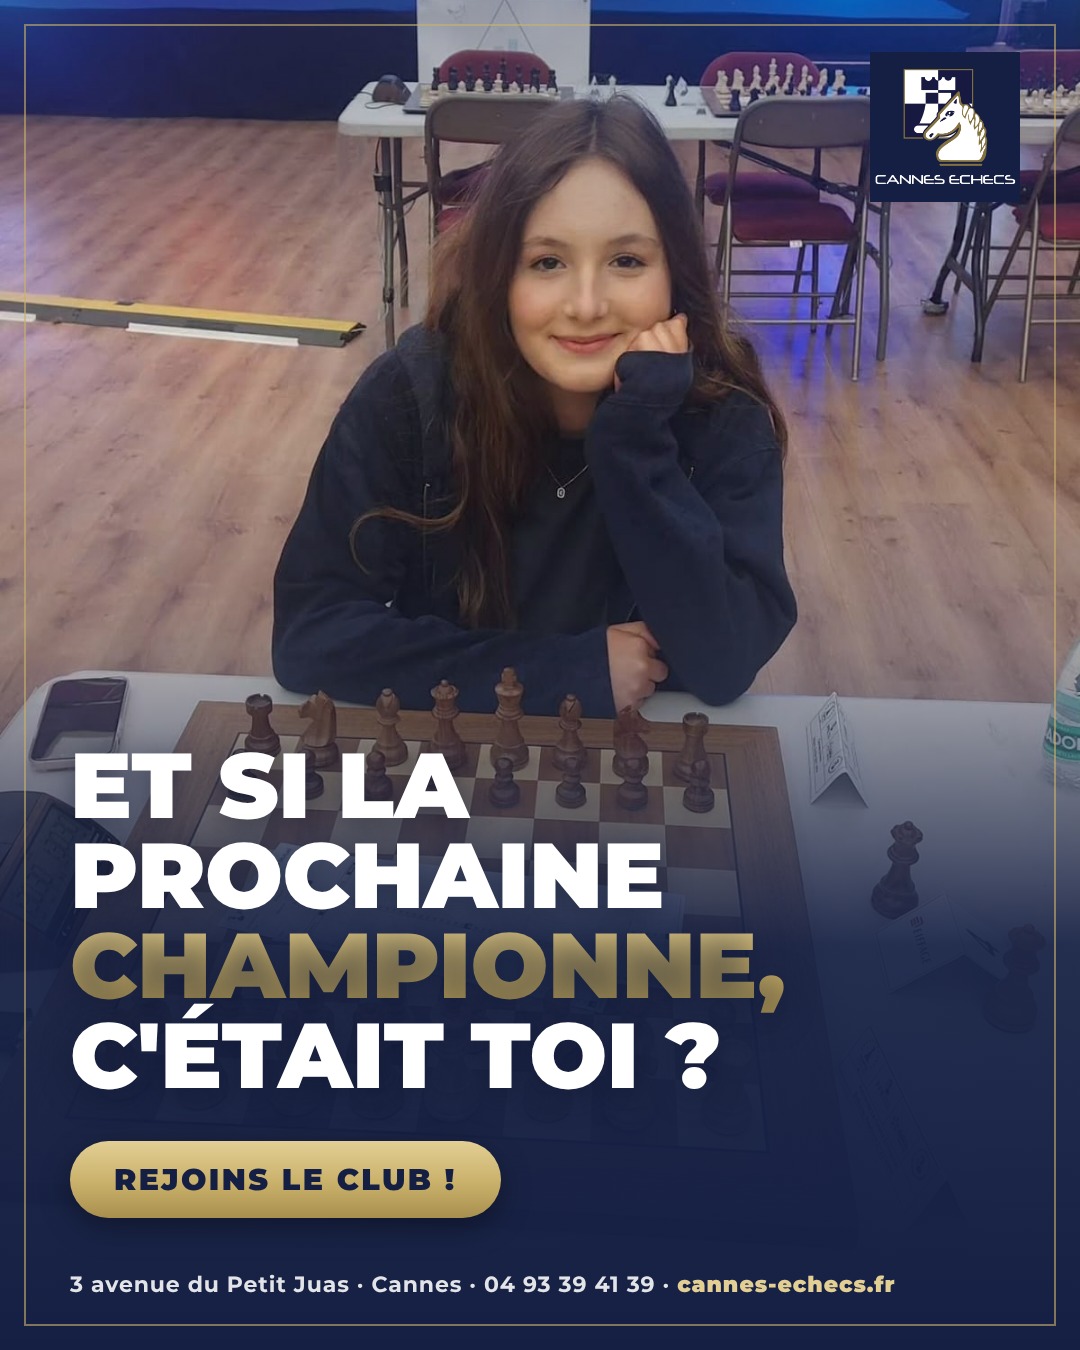 CANNES ECHECS
ET SI LA
PROCHAINE
CHAMPIONNE,
C'ÉTAIT TOI ?
REJOINS LE CLUB !
3 avenue du Petit Juas · Cannes · 04 93 39 41 39 · cannes-echecs.fr